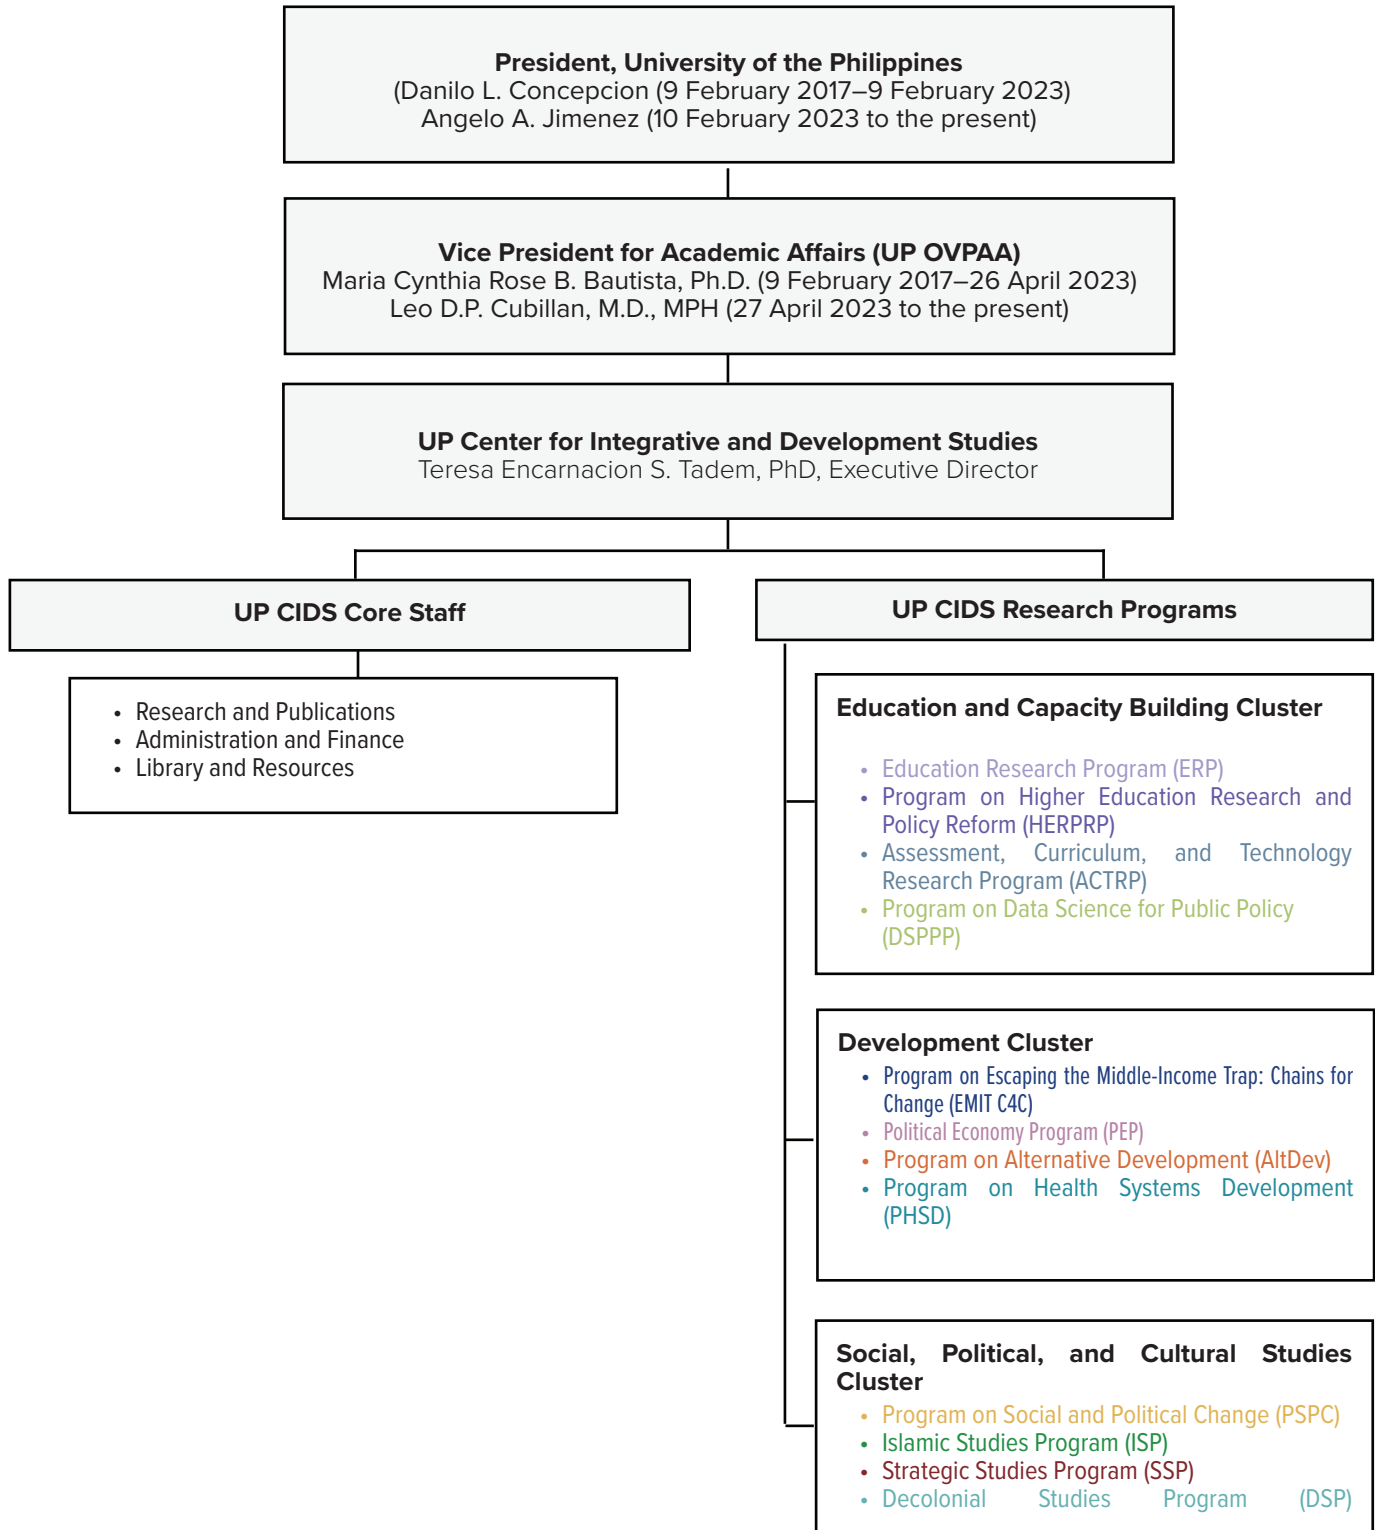 President, University of the Philippines
(Danilo L. Concepcion (9 February 2017–9 February 2023)
Angelo A. Jimenez (10 February 2023 to the present)
Vice President for Academic Affairs (UP OVPAA)
Maria Cynthia Rose B. Bautista, Ph.D. (9 February 2017–26 April 2023)
Leo D.P. Cubillan, M.D., MPH (27 April 2023 to the present)
UP Center for Integrative and Development Studies
Teresa Encarnacion S. Tadem, PhD, Executive Director
UP CIDS Core Staff
• Research and Publications
• Administration and Finance
• Library and Resources
UP CIDS Research Programs
Education and Capacity Building Cluster
• Education Research Program (ERP)
• Program on Higher Education Research and
Policy Reform (HERPRP)
• Assessment, Curriculum, and Technology
Research Program (ACTRP)
• Program on Data Science for Public Policy
(DSPPP)
Development Cluster
• Program on Escaping the Middle-Income Trap: Chains for
Change (EMIT C4C)
• Political Economy Program (PEP)
• Program on Alternative Development (AltDev)
• Program on Health Systems Development
(PHSD)
Social, Political, and Cultural Studies
Cluster
• Program on Social and Political Change (PSPC)
• Islamic Studies Program (ISP)
• Strategic Studies Program (SSP)
• Decolonial Studies Program (DSP)